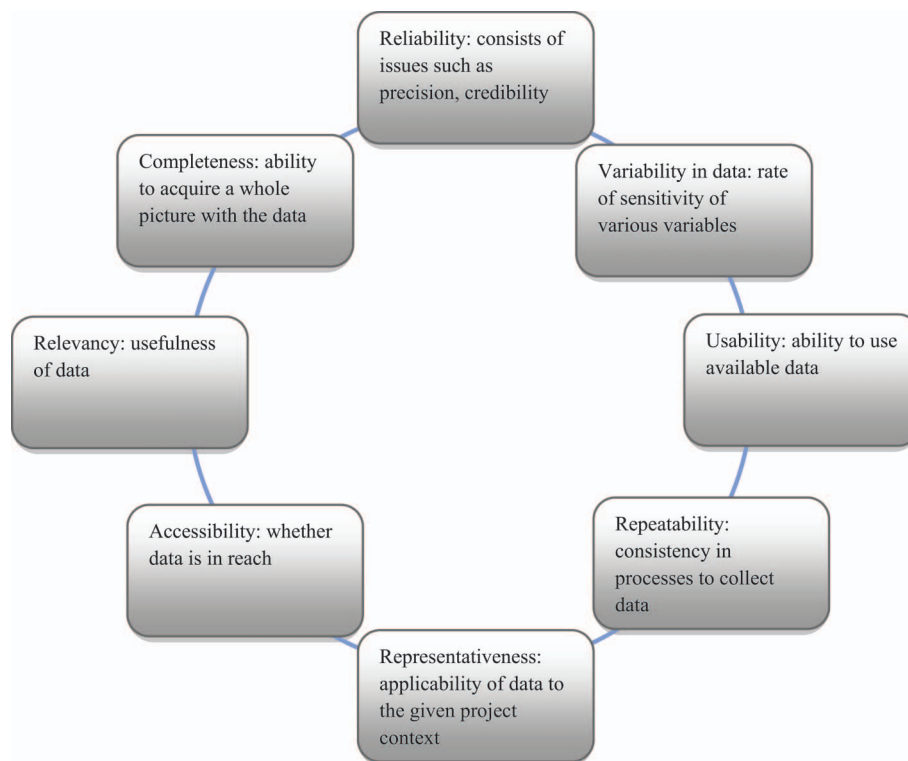 Reliability: consists of
issues such as
precision, credibility
Variability in data: rate
of sensitivity of
various variables
Usability: ability to use
available data
Repeatability:
consistency in
processes to collect
data
Representativeness:
applicability of data to
the given project
context
Accessibility: whether
data is in reach
Relevancy: usefulness
of data
Completeness: ability
to acquire a whole
picture with the data